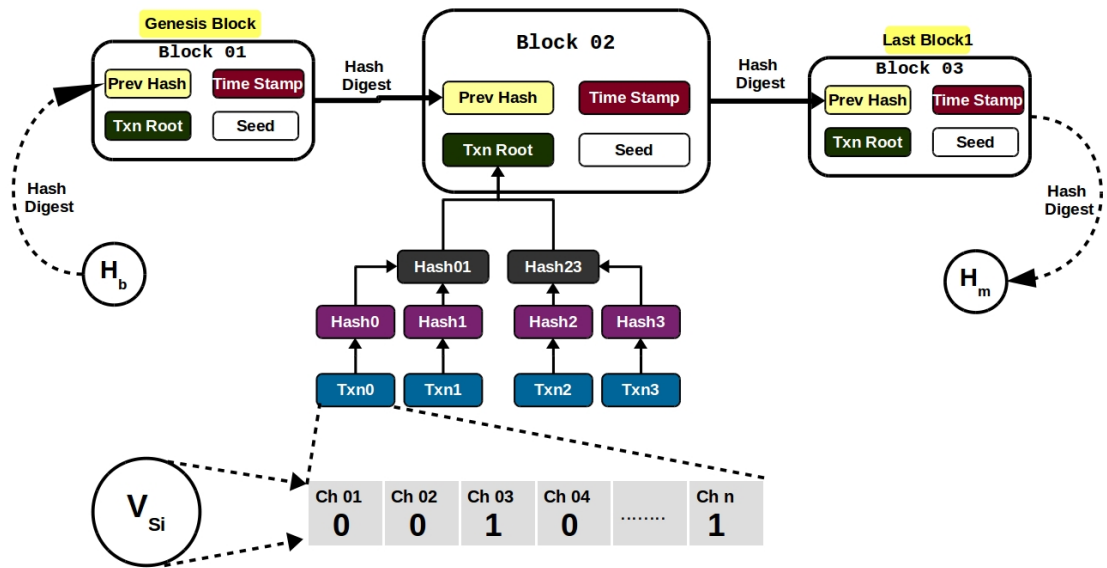 Genesis Block
Block 01
Prev Hash
Time Stamp
Txn Root
Seed
Hash
Digest
Block 02
Prev Hash
Time Stamp
Txn Root
Seed
Hash
Digest
Last Block1
Block 03
Prev Hash
Time Stamp
Txn Root
Seed
Hash
Digest
Hb
Hash
Digest
Hm
Hash01
Hash23
Hash0
Hash1
Hash2
Hash3
Txn0
Txn1
Txn2
Txn3
VSi
Ch 01
Ch 02
Ch 03
Ch 04
Ch n
0
0
1
0
........
1